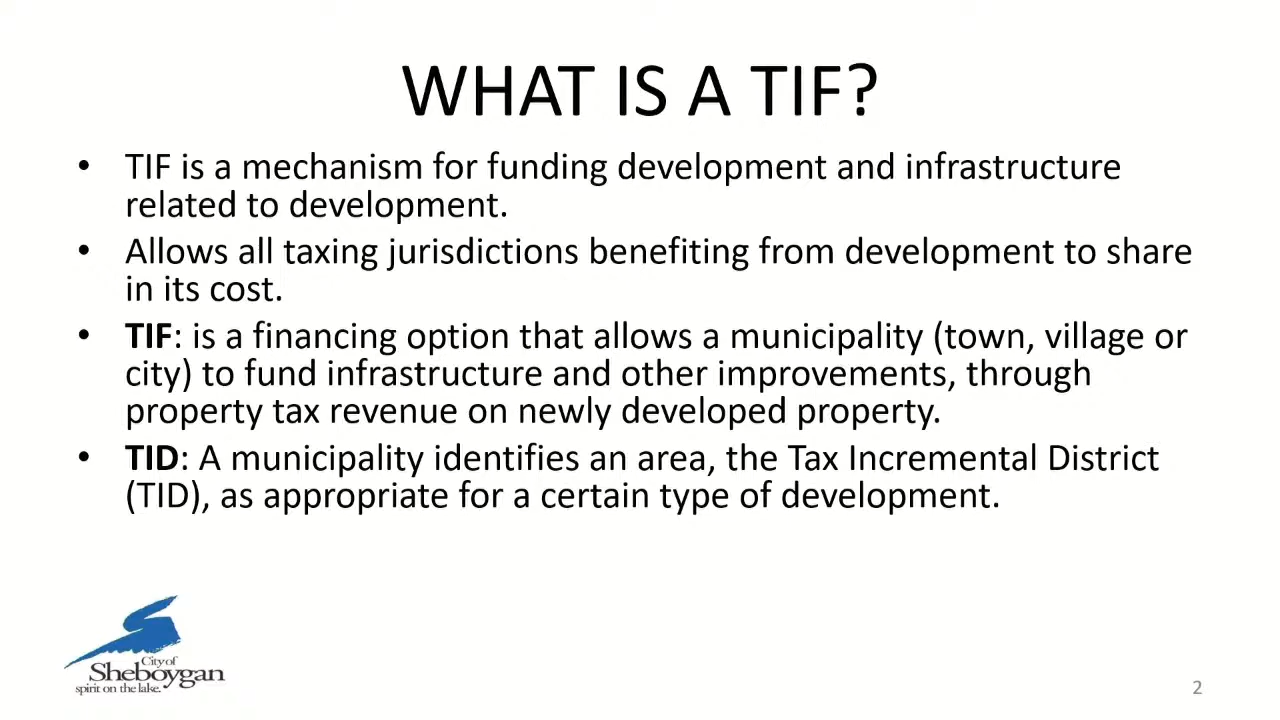 WHAT IS A TIF?
• TIF is a mechanism for funding development and infrastructure
related to development.
• Allows all taxing jurisdictions benefiting from development to share
in its cost.
• TIF: is a financing option that allows a municipality (town, village or
city) to fund infrastructure and other improvements, through
property tax revenue on newly developed property.
• TID: A municipality identifies an area, the Tax Incremental District
(TID), as appropriate for a certain type of development.
City of
Sheboygan
spirit on the lake.
2